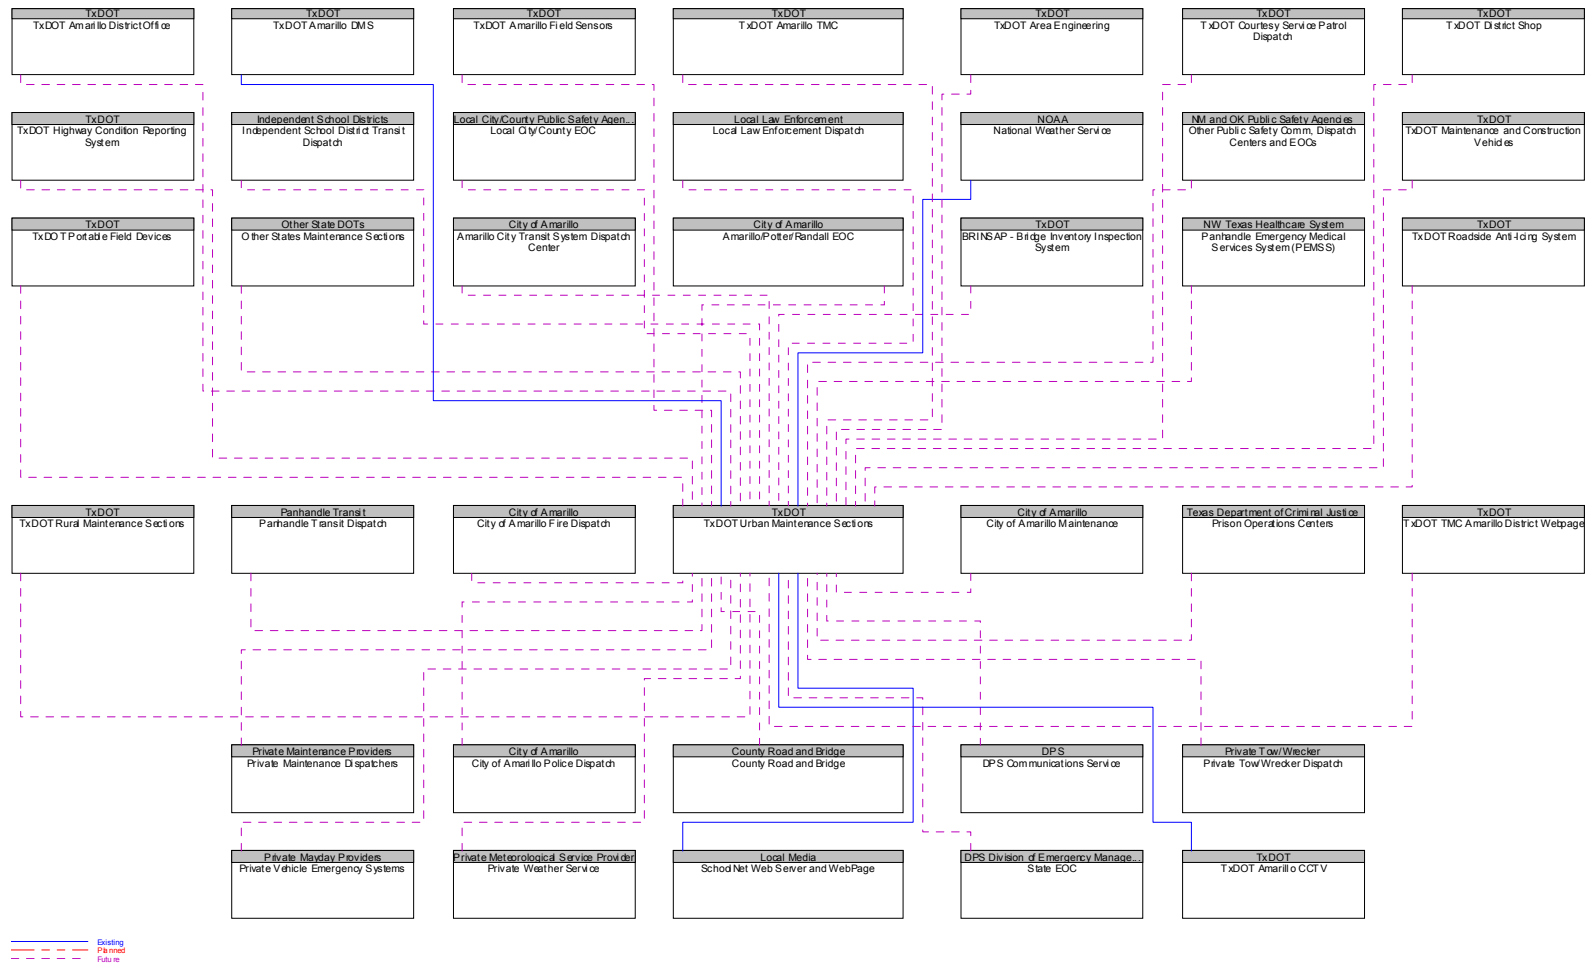 TxDOT
TxDOT Amarillo District Office
TxDOT
TxDOT Amarillo DMS
TxDOT
TxDOT Amarillo Field Sensors
TxDOT
TxDOT Amarillo TMC
TxDOT
TxDOT Area Engineering
TxDOT
TxDOT Courtesy Service Patrol
Dispatch
TxDOT
TxDOT District Shop
TxDOT
TxDOT Highway Condition Reporting
System
Independent School Districts
Independent School District Transit
Dispatch
Local City/County Public Safety Agen...
Local City/County EOC
Local Law Enforcement
Local Law Enforcement Dispatch
NOAA
National Weather Service
NM and OK Public Safety Agencies
Other Public Safety Comm, Dispatch
Centers and EOCs
TxDOT
TxDOT Maintenance and Construction
Vehicles
TxDOT
TxDOT Portable Field Devices
Other State DOTs
Other States Maintenance Sections
City of Amarillo
Amarillo City Transit System Dispatch
Center
City of Amarillo
Amarillo/Potter/Randall EOC
TxDOT
BRINSAP - Bridge Inventory Inspection
System
NW Texas Healthcare System
Panhandle Emergency Medical
Services System (PEMSS)
TxDOT
TxDOT Roadside Anti-Icing System
TxDOT
TxDOT Rural Maintenance Sections
Panhandle Transit
Panhandle Transit Dispatch
City of Amarillo
City of Amarillo Fire Dispatch
TxDOT
TxDOT Urban Maintenance Sections
City of Amarillo
City of Amarillo Maintenance
Texas Department of Criminal Justice
Prison Operations Centers
TxDOT
TxDOT TMC Amarillo District Webpage
Private Maintenance Providers
Private Maintenance Dispatchers
City of Amarillo
City of Amarillo Police Dispatch
County Road and Bridge
County Road and Bridge
DPS
DPS Communications Service
Private Tow/Wrecker
Private Tow/Wrecker Dispatch
Private Mayday Providers
Private Vehicle Emergency Systems
Private Meteorological Service Provider
Private Weather Service
Local Media
School Net Web Server and WebPage
DPS Division of Emergency Manage...
State EOC
TxDOT
TxDOT Amarillo CCTV
Existing
Planned
Future